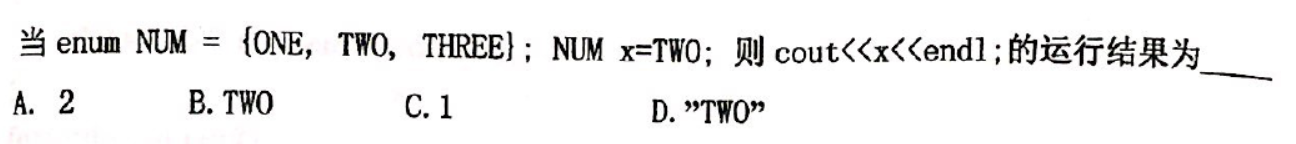 当 enum NUM = {ONE, TWO, THREE}; NUM x=TWO; 则 cout<<x<<endl;的运行结果为____
A. 2 B. TWO C. 1 D. ”TWO”